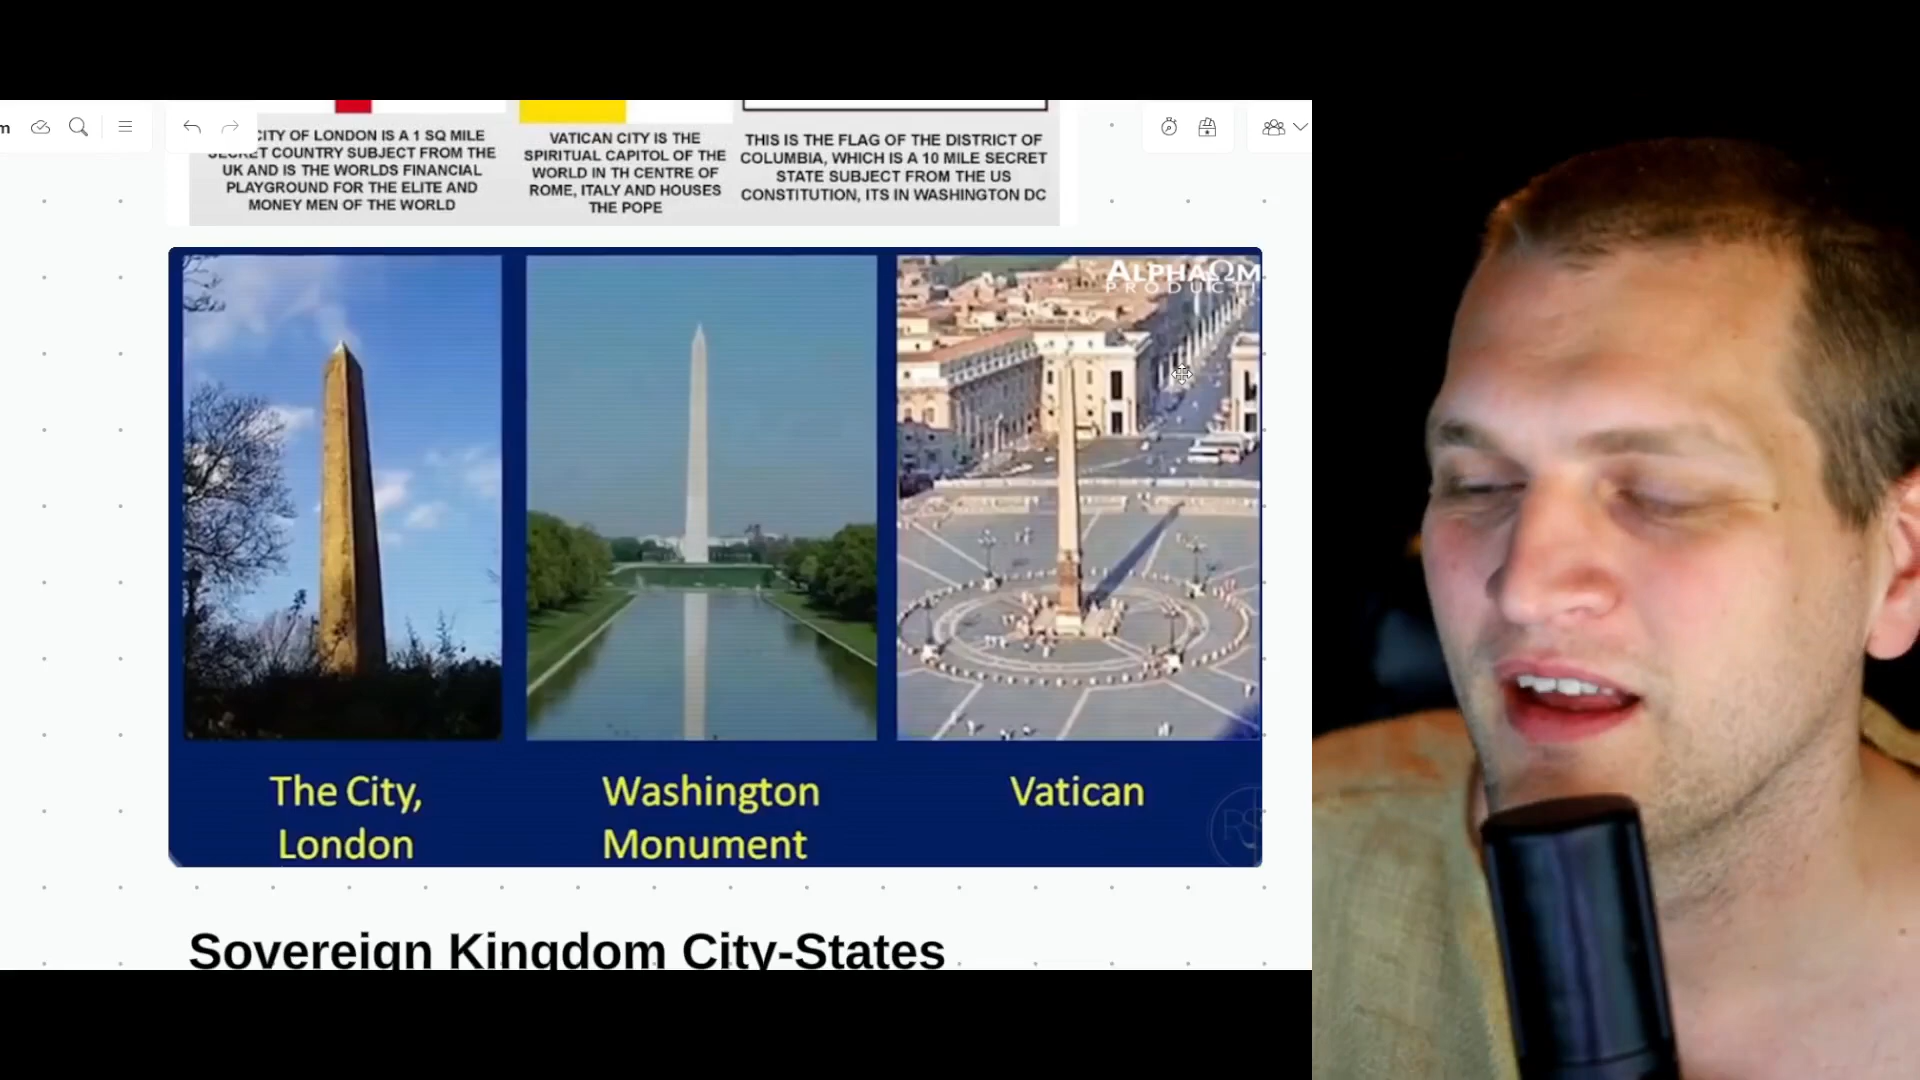 m
CITY OF LONDON IS A 1 SQ MILE
SECRET COUNTRY SUBJECT FROM THE
UK AND IS THE WORLDS FINANCIAL
PLAYGROUND FOR THE ELITE AND
MONEY MEN OF THE WORLD
VATICAN CITY IS THE
SPIRITUAL CAPITOL OF THE
WORLD IN TH CENTRE OF
ROME, ITALY AND HOUSES
THE POPE
THIS IS THE FLAG OF THE DISTRICT OF
COLUMBIA, WHICH IS A 10 MILE SECRET
STATE SUBJECT FROM THE US
CONSTITUTION, ITS IN WASHINGTON DC
ALPHAΩM
PRODUCTI
The City,
London
Washington
Monument
Vatican
RS
Sovereign Kingdom City-States